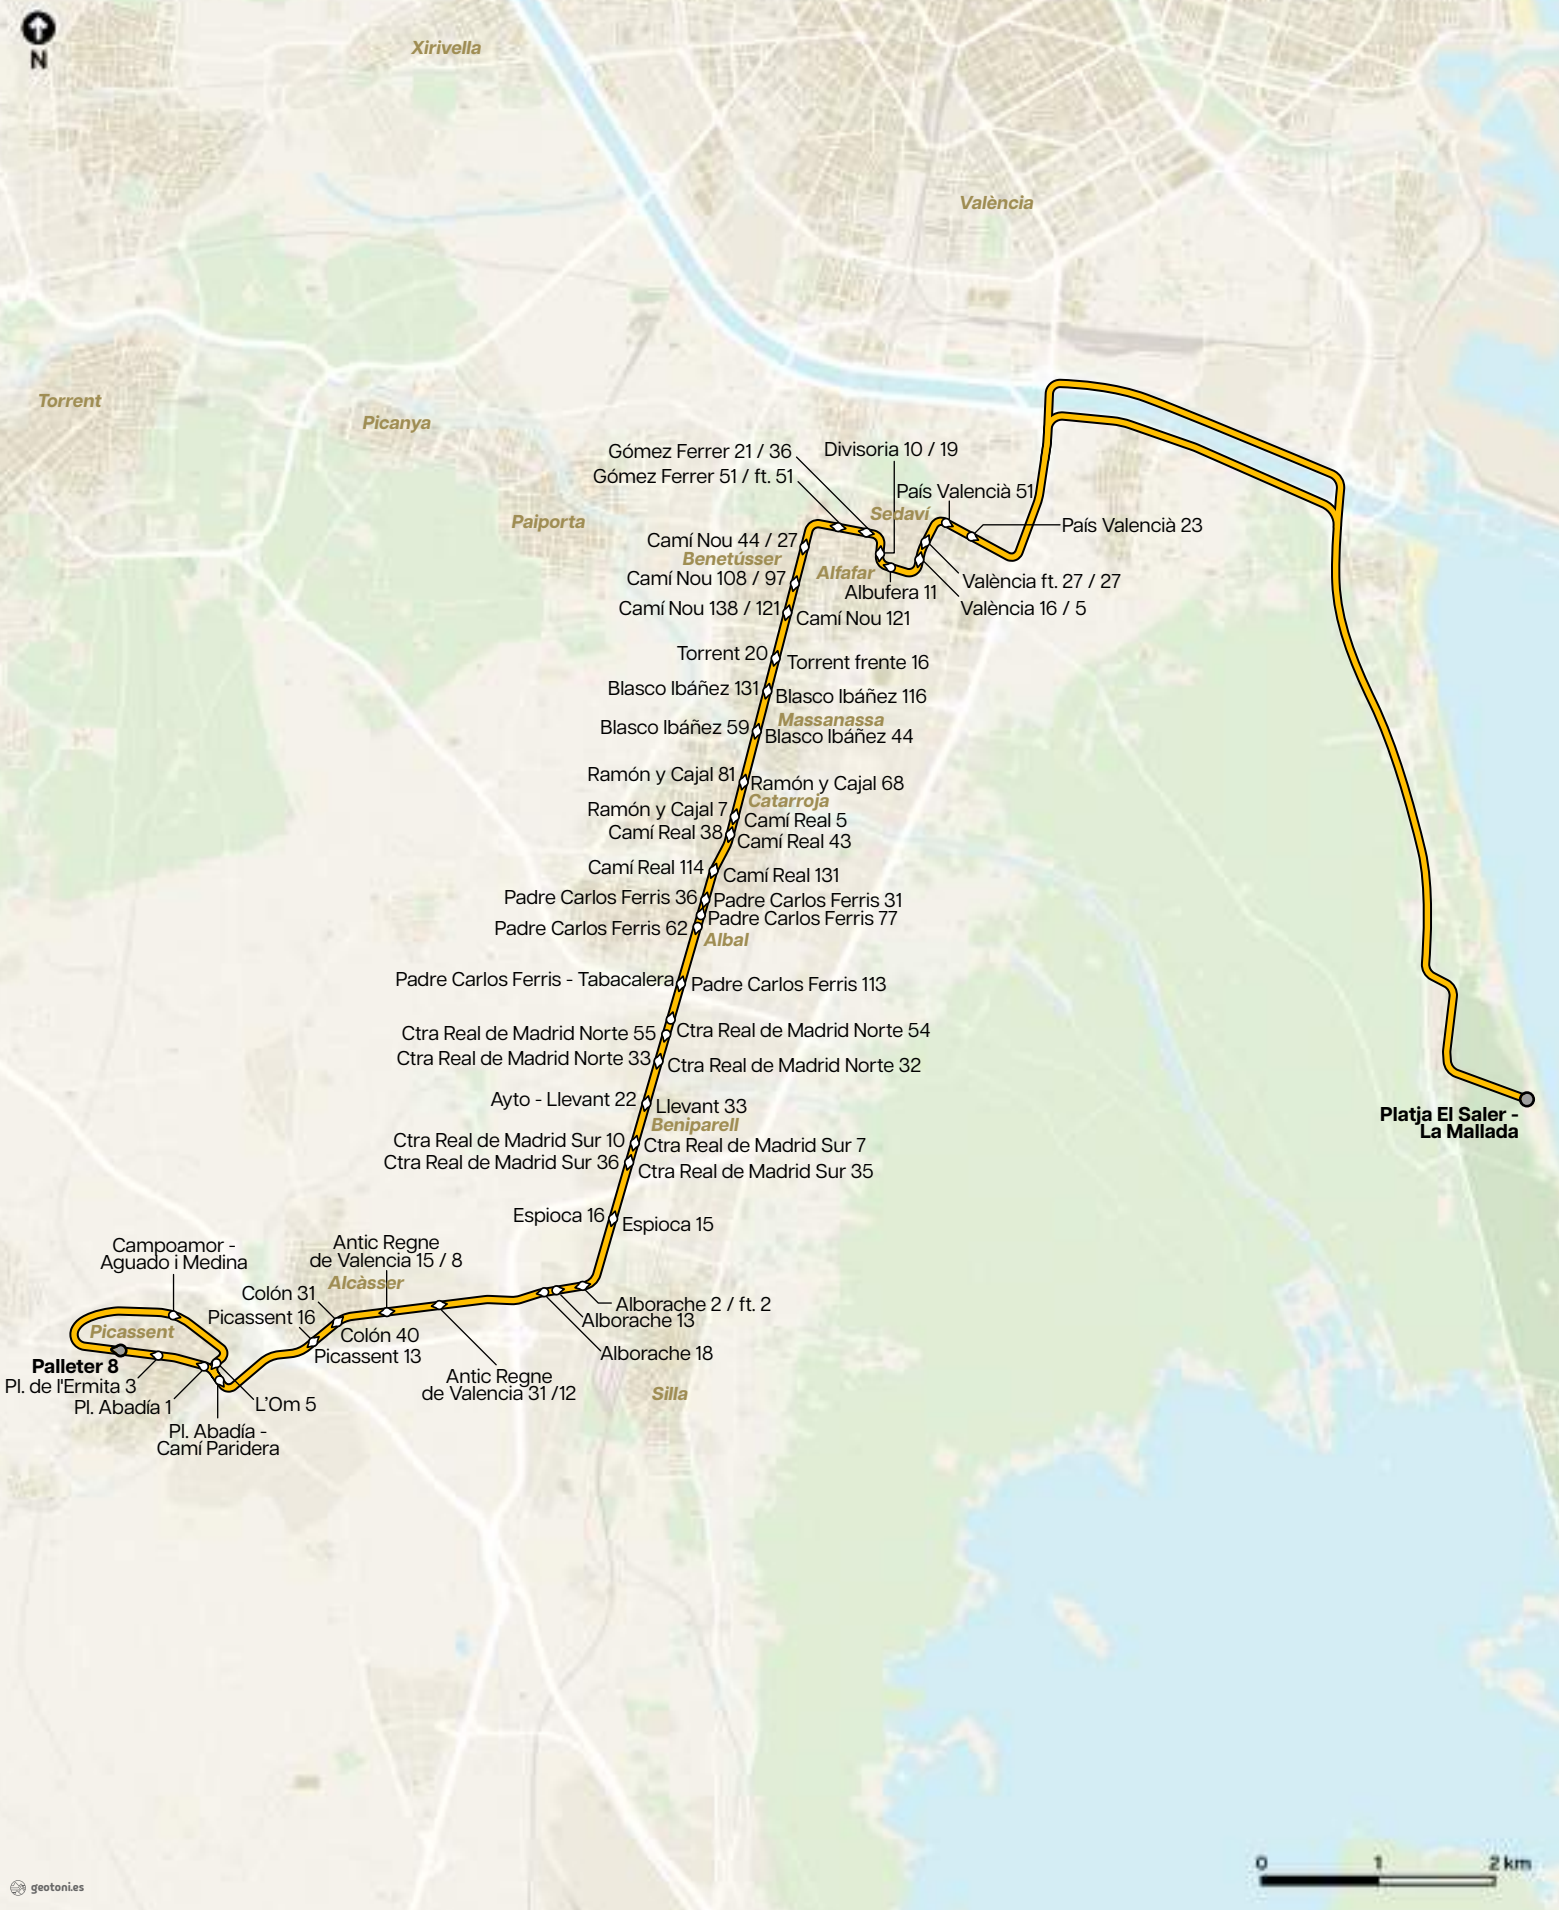 N
Xirivella
València
Torrent
Picanya
Paiporta
Gómez Ferrer 21 / 36
Divisoria 10 / 19
Gómez Ferrer 51 / ft. 51
País Valencià 51
Sedaví
País Valencià 23
Camí Nou 44 / 27
Benetússer
Alfafar
Camí Nou 108 / 97
València ft. 27 / 27
Albufera 11
Camí Nou 138 / 121
València 16 / 5
Camí Nou 121
Torrent 20
Torrent frente 16
Blasco Ibáñez 131
Blasco Ibáñez 116
Massanassa
Blasco Ibáñez 59
Blasco Ibáñez 44
Ramón y Cajal 81
Ramón y Cajal 68
Catarroja
Ramón y Cajal 7
Camí Real 5
Camí Real 38
Camí Real 43
Camí Real 114
Camí Real 131
Padre Carlos Ferris 36
Padre Carlos Ferris 31
Padre Carlos Ferris 77
Padre Carlos Ferris 62
Albal
Padre Carlos Ferris - Tabacalera
Padre Carlos Ferris 113
Ctra Real de Madrid Norte 55
Ctra Real de Madrid Norte 54
Ctra Real de Madrid Norte 33
Ctra Real de Madrid Norte 32
Ayto - Llevant 22
Llevant 33
Beniparell
Platja El Saler -
La Mallada
Ctra Real de Madrid Sur 10
Ctra Real de Madrid Sur 7
Ctra Real de Madrid Sur 36
Ctra Real de Madrid Sur 35
Espioca 16
Espioca 15
Campoamor -
Aguado i Medina
Antic Regne
de Valencia 15 / 8
Alcàsser
Colón 31
Picassent 16
Alborache 2 / ft. 2
Alborache 13
Picassent
Colón 40
Picassent 13
Alborache 18
Palleter 8
Pl. de l'Ermita 3
Pl. Abadía 1
L'Om 5
Antic Regne
de Valencia 31 /12
Silla
Pl. Abadía -
Camí Paridera
0 1 2 km
geotoni.es